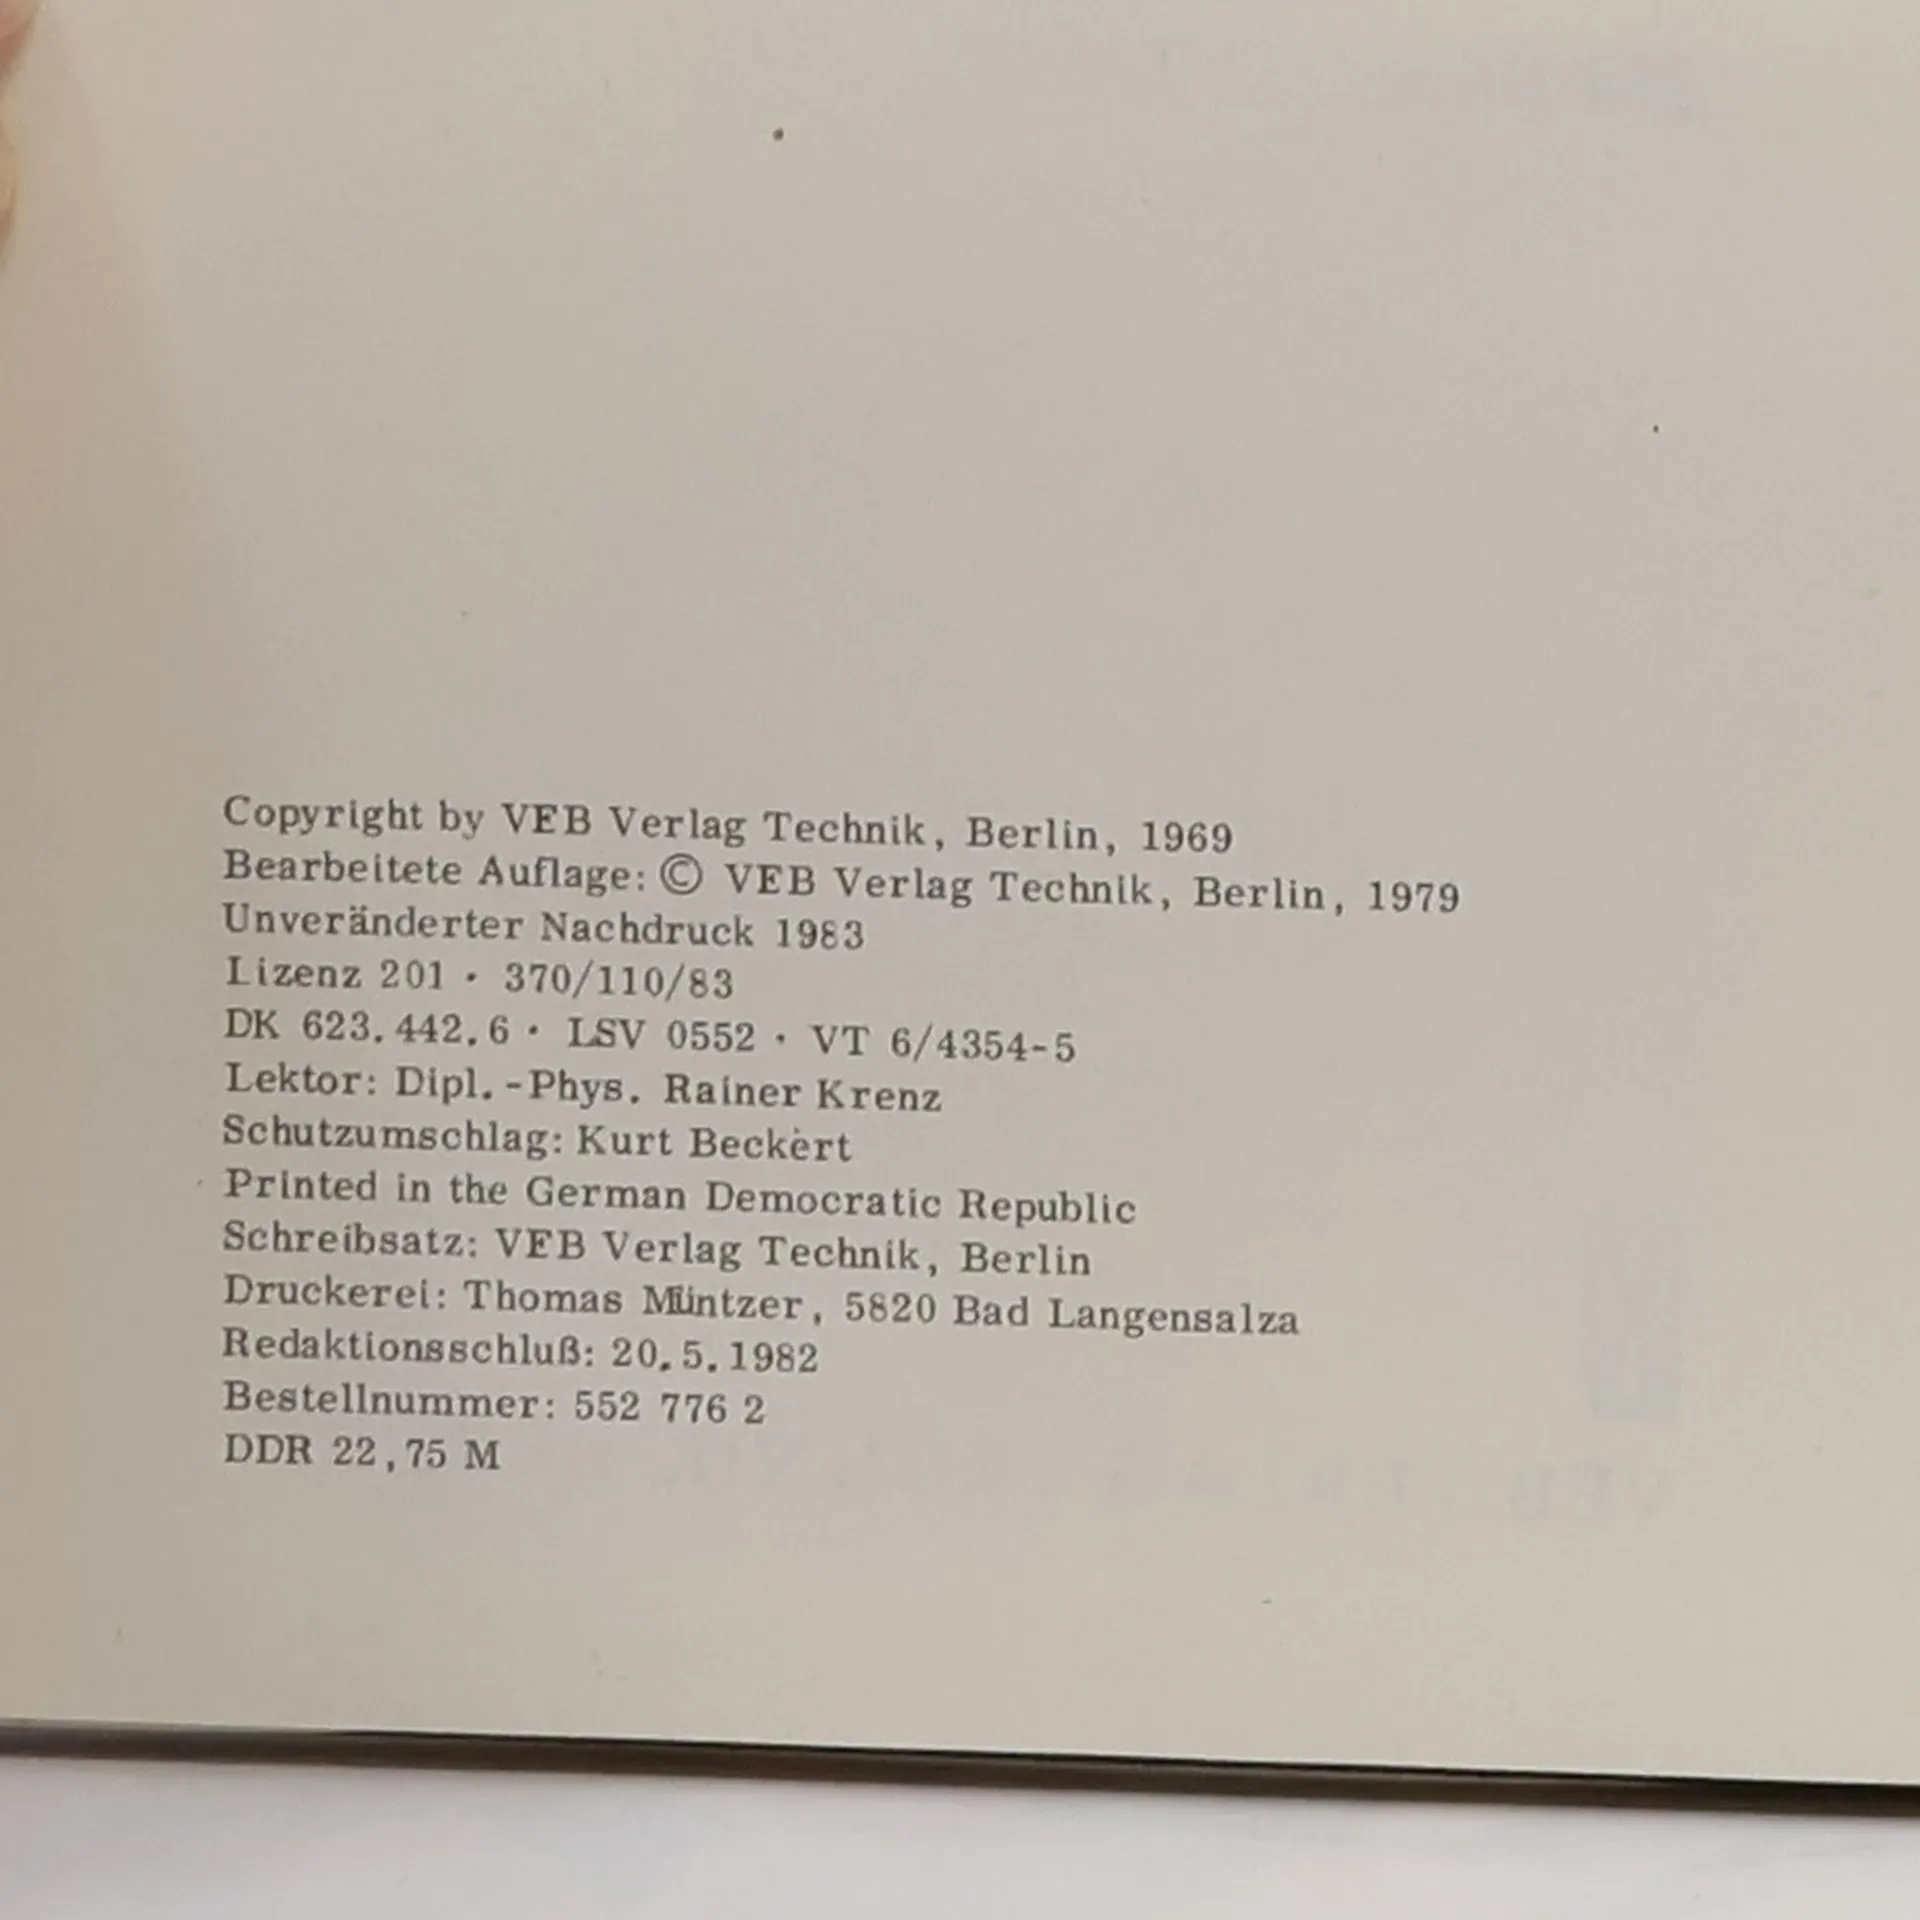 Copyright by VEB Verlag Technik, Berlin, 1969
Bearbeitete Auflage: © VEB Verlag Technik, Berlin, 1979
Unveränderter Nachdruck 1983
Lizenz 201 · 370/110/83
DK 623.442.6 · LSV 0552 · VT 6/4354-5
Lektor: Dipl.-Phys. Rainer Krenz
Schutzumschlag: Kurt Beckert
Printed in the German Democratic Republic
Schreibsatz: VEB Verlag Technik, Berlin
Druckerei: Thomas Müntzer, 5820 Bad Langensalza
Redaktionsschluß: 20.5.1982
Bestellnummer: 552 776 2
DDR 22,75 M